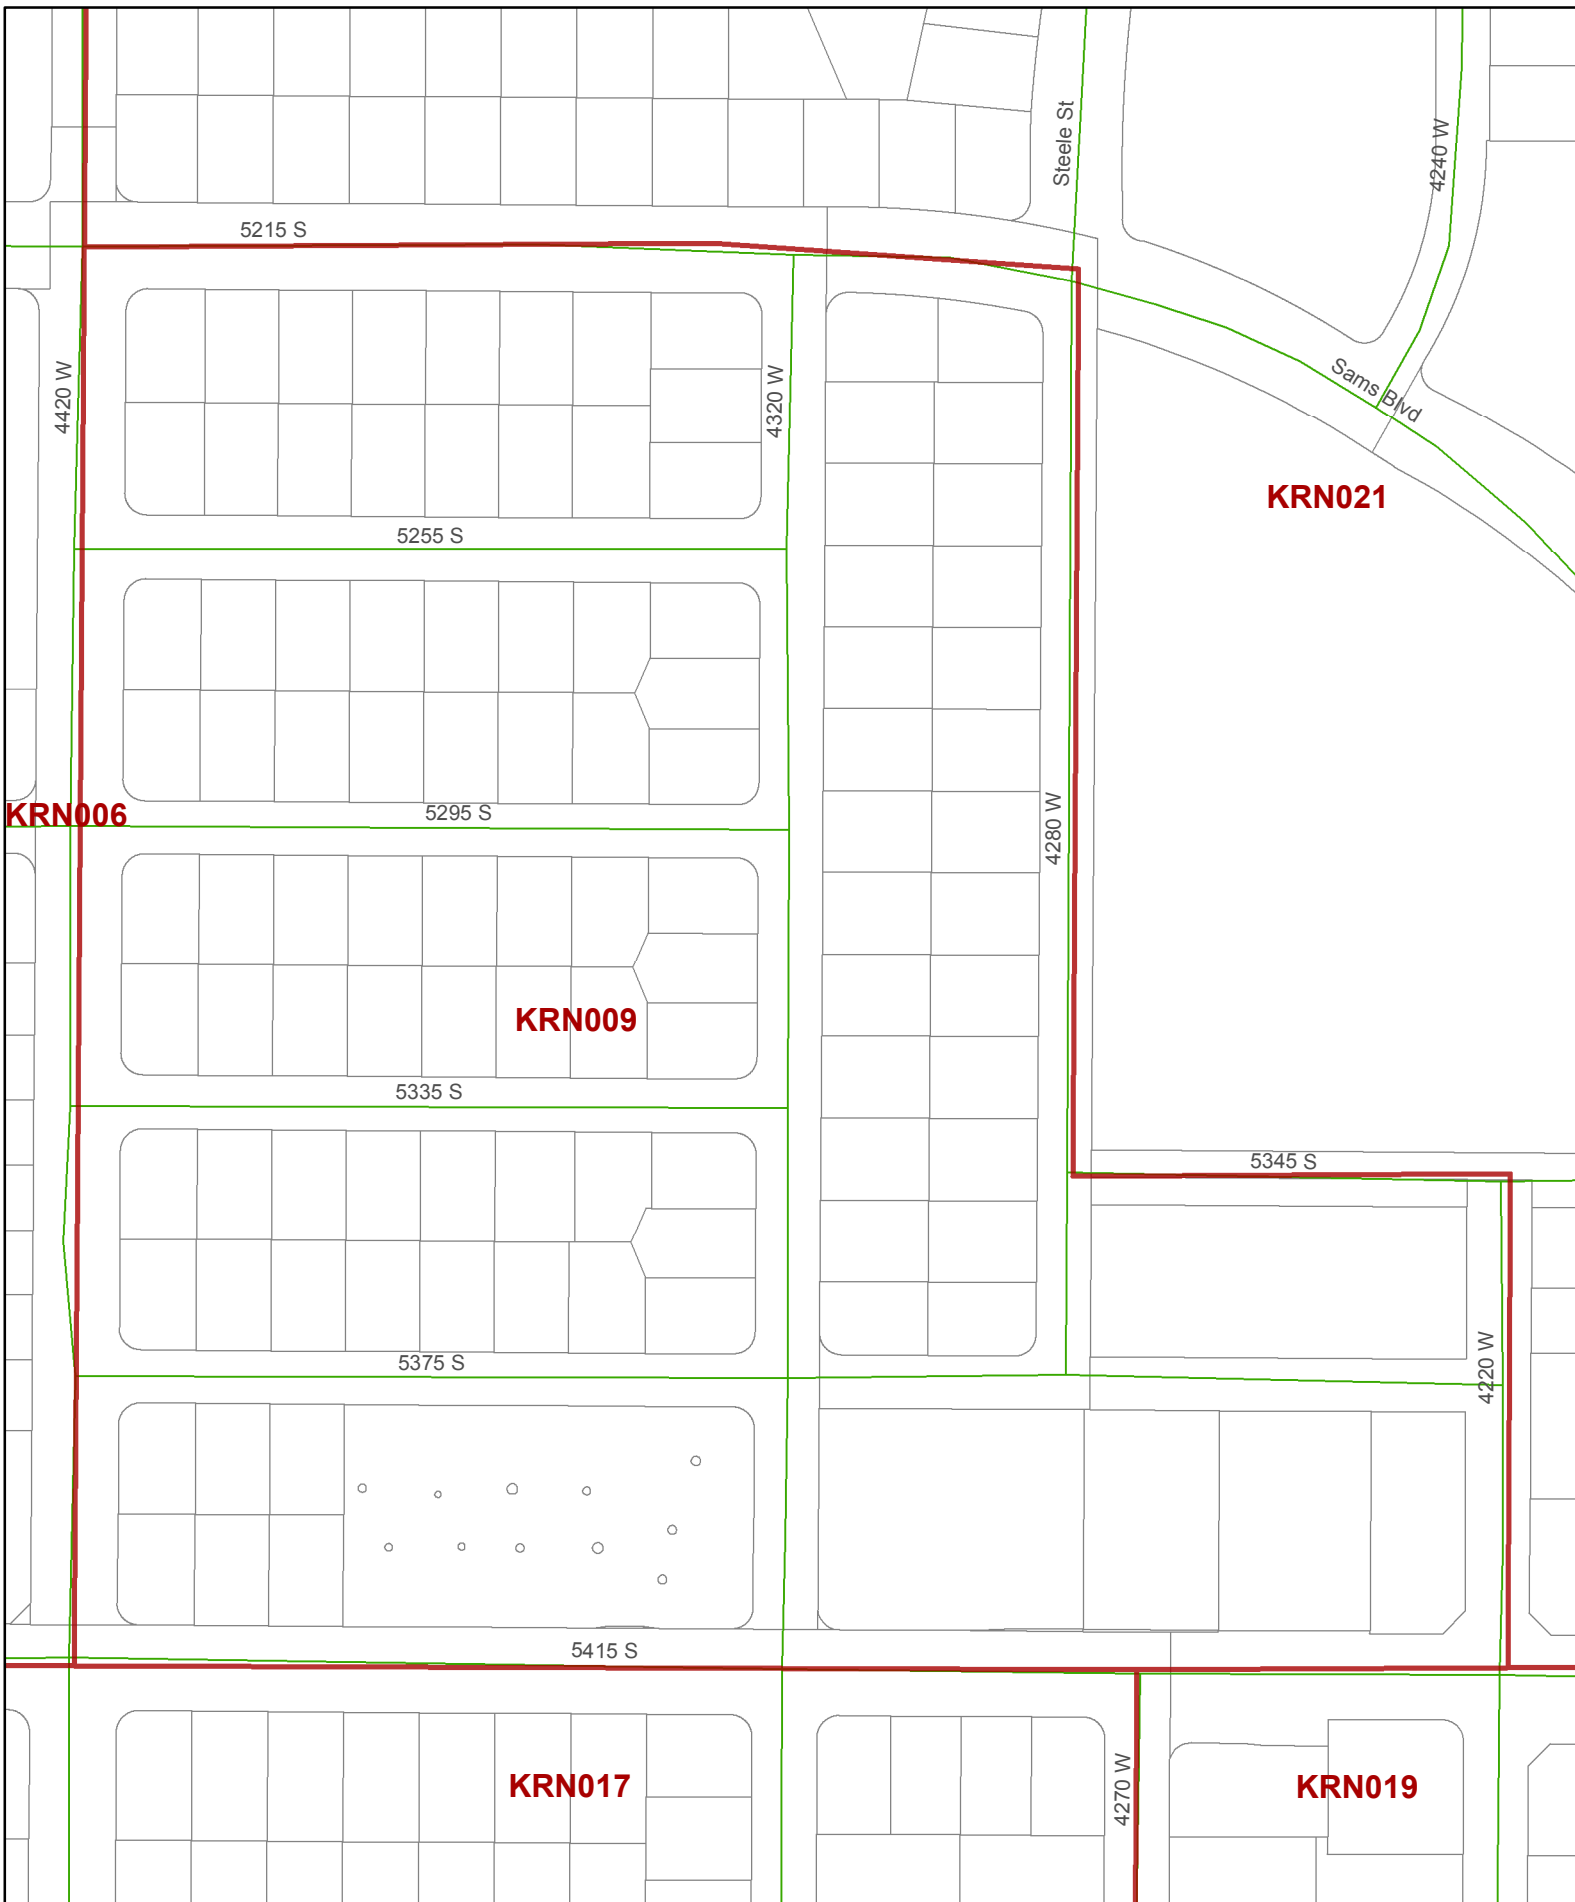 Steele St
4240 W
5215 S
4420 W
4320 W
Sams Blvd
KRN021
5255 S
KRN006
5295 S
4280 W
KRN009
5335 S
5345 S
5375 S
4220 W
5415 S
KRN017
4270 W
KRN019